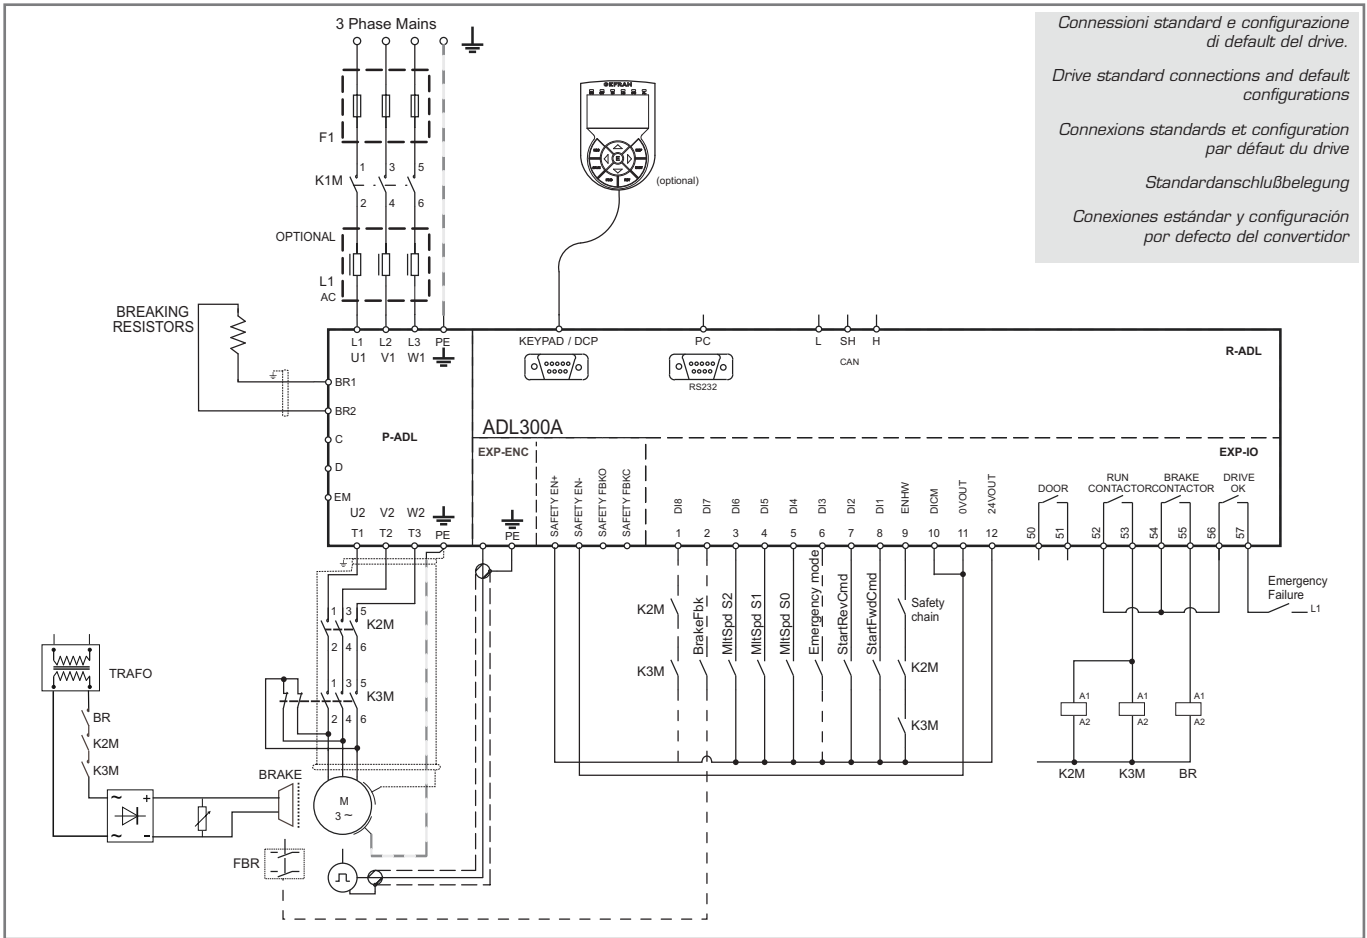 3 Phase Mains
Connessioni standard e configurazione
di default del drive.
Drive standard connections and default
configurations
Connexions standards et configuration
par défaut du drive
Standardanschlußbelegung
Conexiones estándar y configuración
por defecto del convertidor
GEFRAN
(optional)
F1
K1M
1 3 5
2 4 6
OPTIONAL
L1
AC
BREAKING
RESISTORS
L1 L2 L3 PE
U1 V1 W1
KEYPAD / DCP
PC
RS232
L SH H
CAN
R-ADL
BR1
BR2
C
D
EM
P-ADL
ADL300A
EXP-ENC
EXP-IO
U2 V2 W2
T1 T2 T3 PE
PE
SAFETY EN+
SAFETY EN-
SAFETY FBKO
SAFETY FBKC
DI8
DI7
DI6
DI5
DI4
DI3
DI2
DI1
ENHW
DICM
0VOUT
24VOUT
1 2 3 4 5 6 7 8 9 10 11 12
DOOR
RUN
CONTACTOR
BRAKE
CONTACTOR
DRIVE
OK
50 51 52 53 54 55 56 57
K2M
K3M
BrakeFbk
MltSpd S2
MltSpd S1
MltSpd S0
Emergency mode
StartRevCmd
StartFwdCmd
Safety
chain
K2M
K3M
Emergency
Failure
L1
A1
A2
A1
A2
A1
A2
K2M K3M BR
1 3 5
K2M
2 4 6
1 3 5
K3M
2 4 6
TRAFO
BR
K2M
K3M
BRAKE
~ +
~ -
M
3 ~
FBR